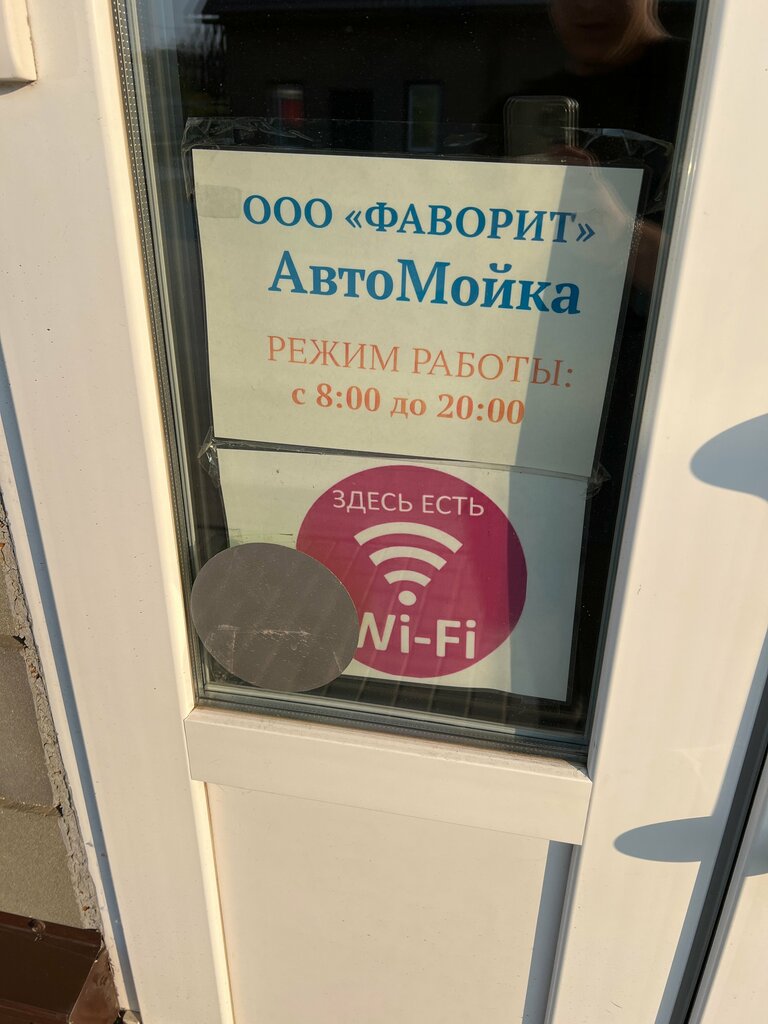 ООО «ФАВОРИТ»
АвтоМойка
РЕЖИМ РАБОТЫ:
с 8:00 до 20:00
ЗДЕСЬ ЕСТЬ
Wi-Fi